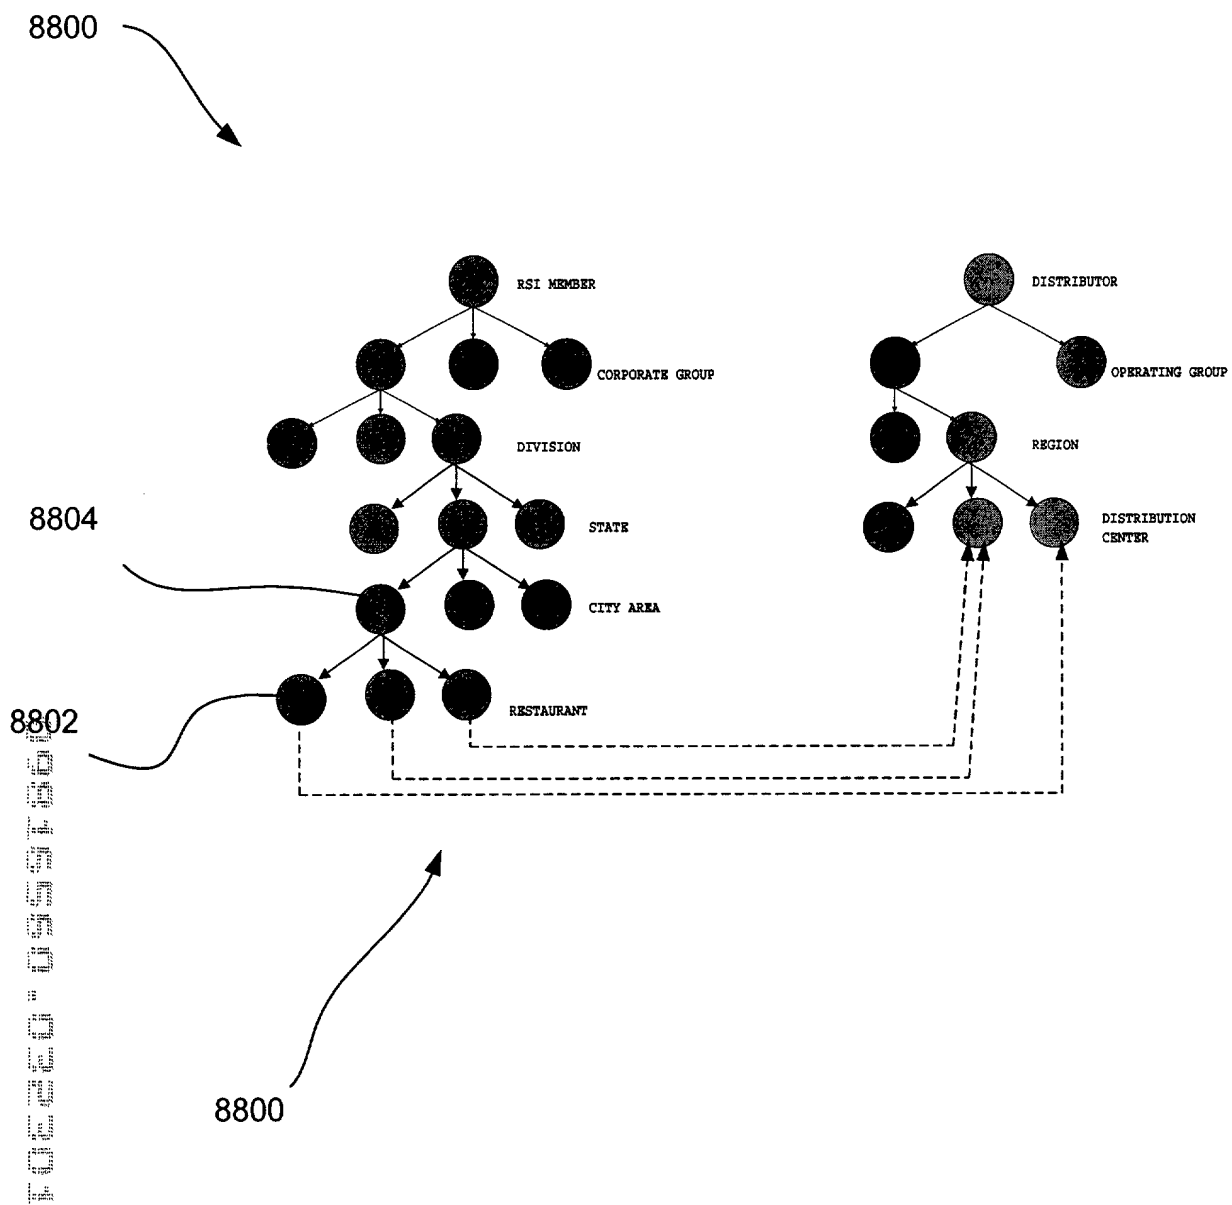 8800
RSI MEMBER
DISTRIBUTOR
CORPORATE GROUP
OPERATING GROUP
DIVISION
REGION
8804
STATE
DISTRIBUTION
CENTER
CITY AREA
8802
RESTAURANT
8800